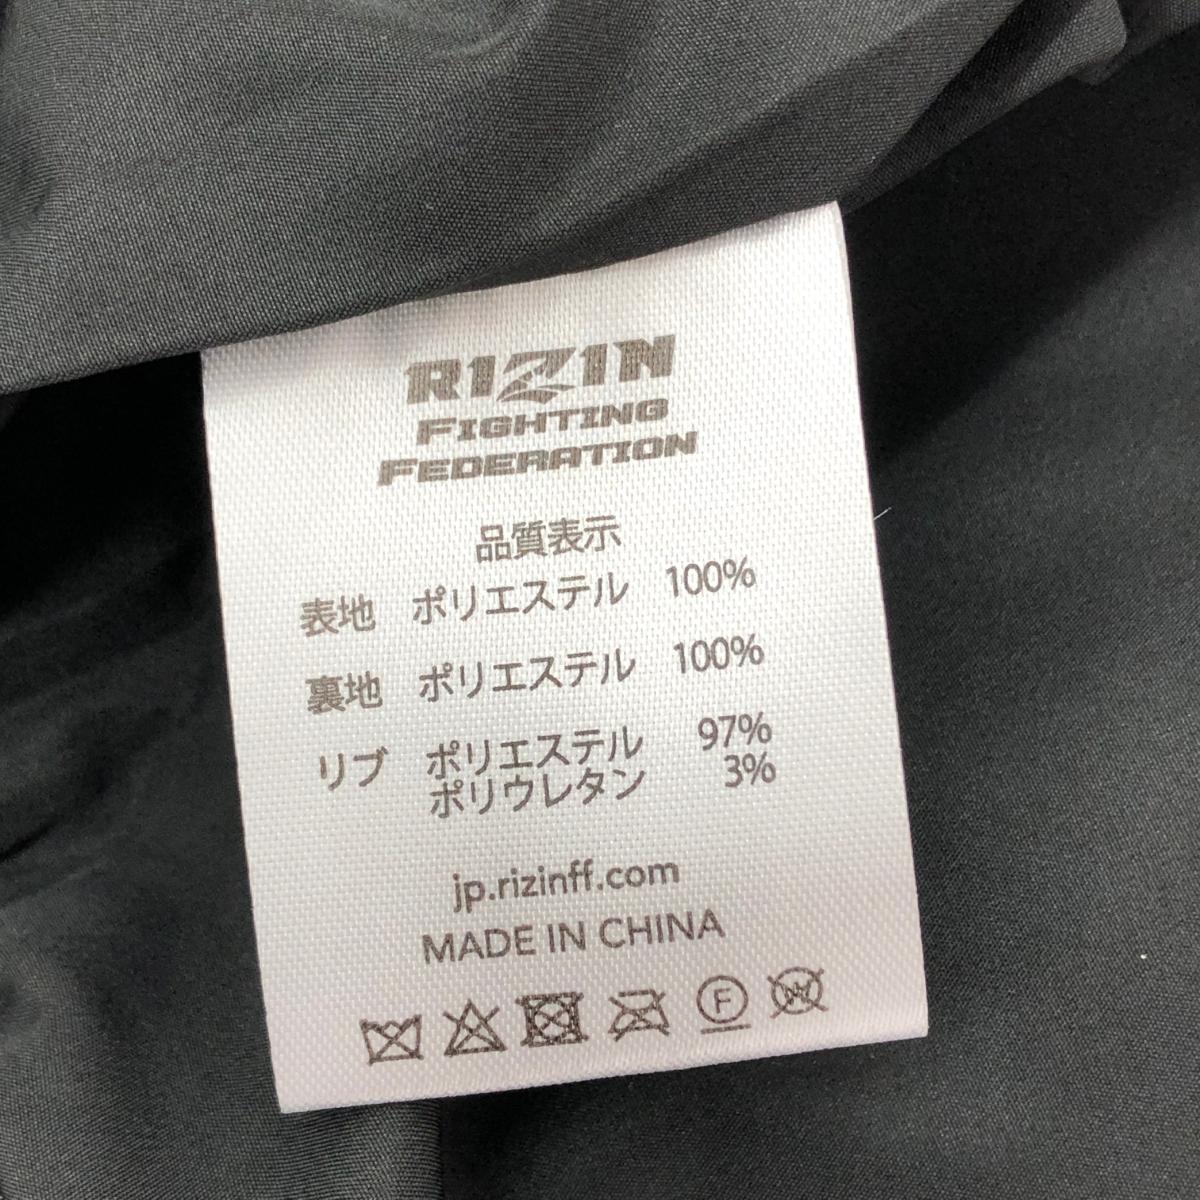 RIZIN
FIGHTING
FEDERATION
品質表示
表地 ポリエステル 100%
裏地 ポリエステル 100%
リブ ポリエステル 97%
ポリウレタン 3%
jp.rizinff.com
MADE IN CHINA
F W